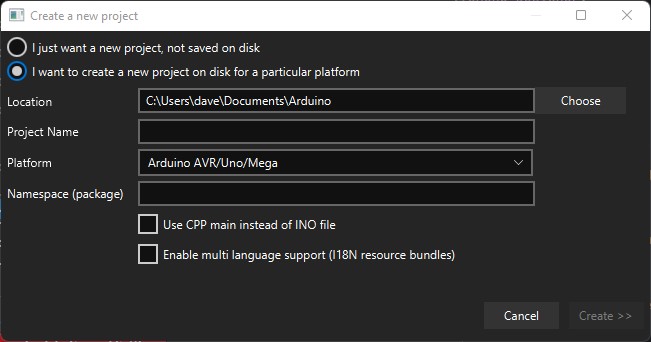 Create a new project
I just want a new project, not saved on disk
I want to create a new project on disk for a particular platform
Location
C:\Users\dave\Documents\Arduino
Choose
Project Name
Platform
Arduino AVR/Uno/Mega
Namespace (package)
Use CPP main instead of INO file
Enable multi language support (I18N resource bundles)
Cancel
Create >>